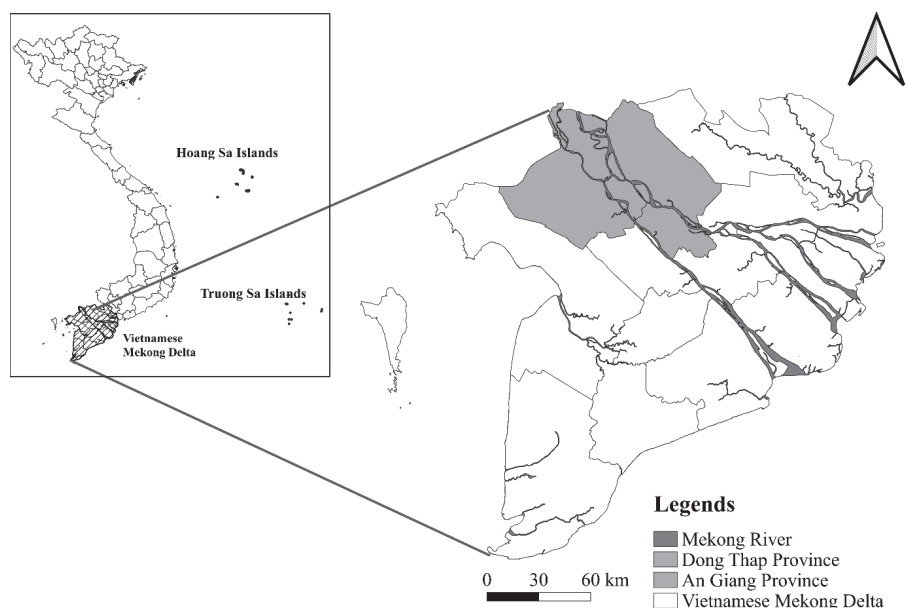 Hoang Sa Islands
Truong Sa Islands
Vietnamese
Mekong Delta
Legends
Mekong River
Dong Thap Province
An Giang Province
Vietnamese Mekong Delta
0 30 60 km